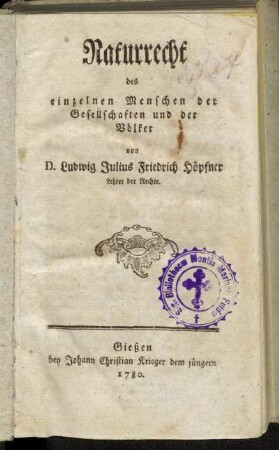 Naturrecht
des
einzelnen Menschen der
Gesellschaften und der
Völker
von
D. Ludwig Julius Friedrich Höpfner
Lehrer der Rechte.
Gießen
bey Johann Christian Krieger dem jüngern
1780.